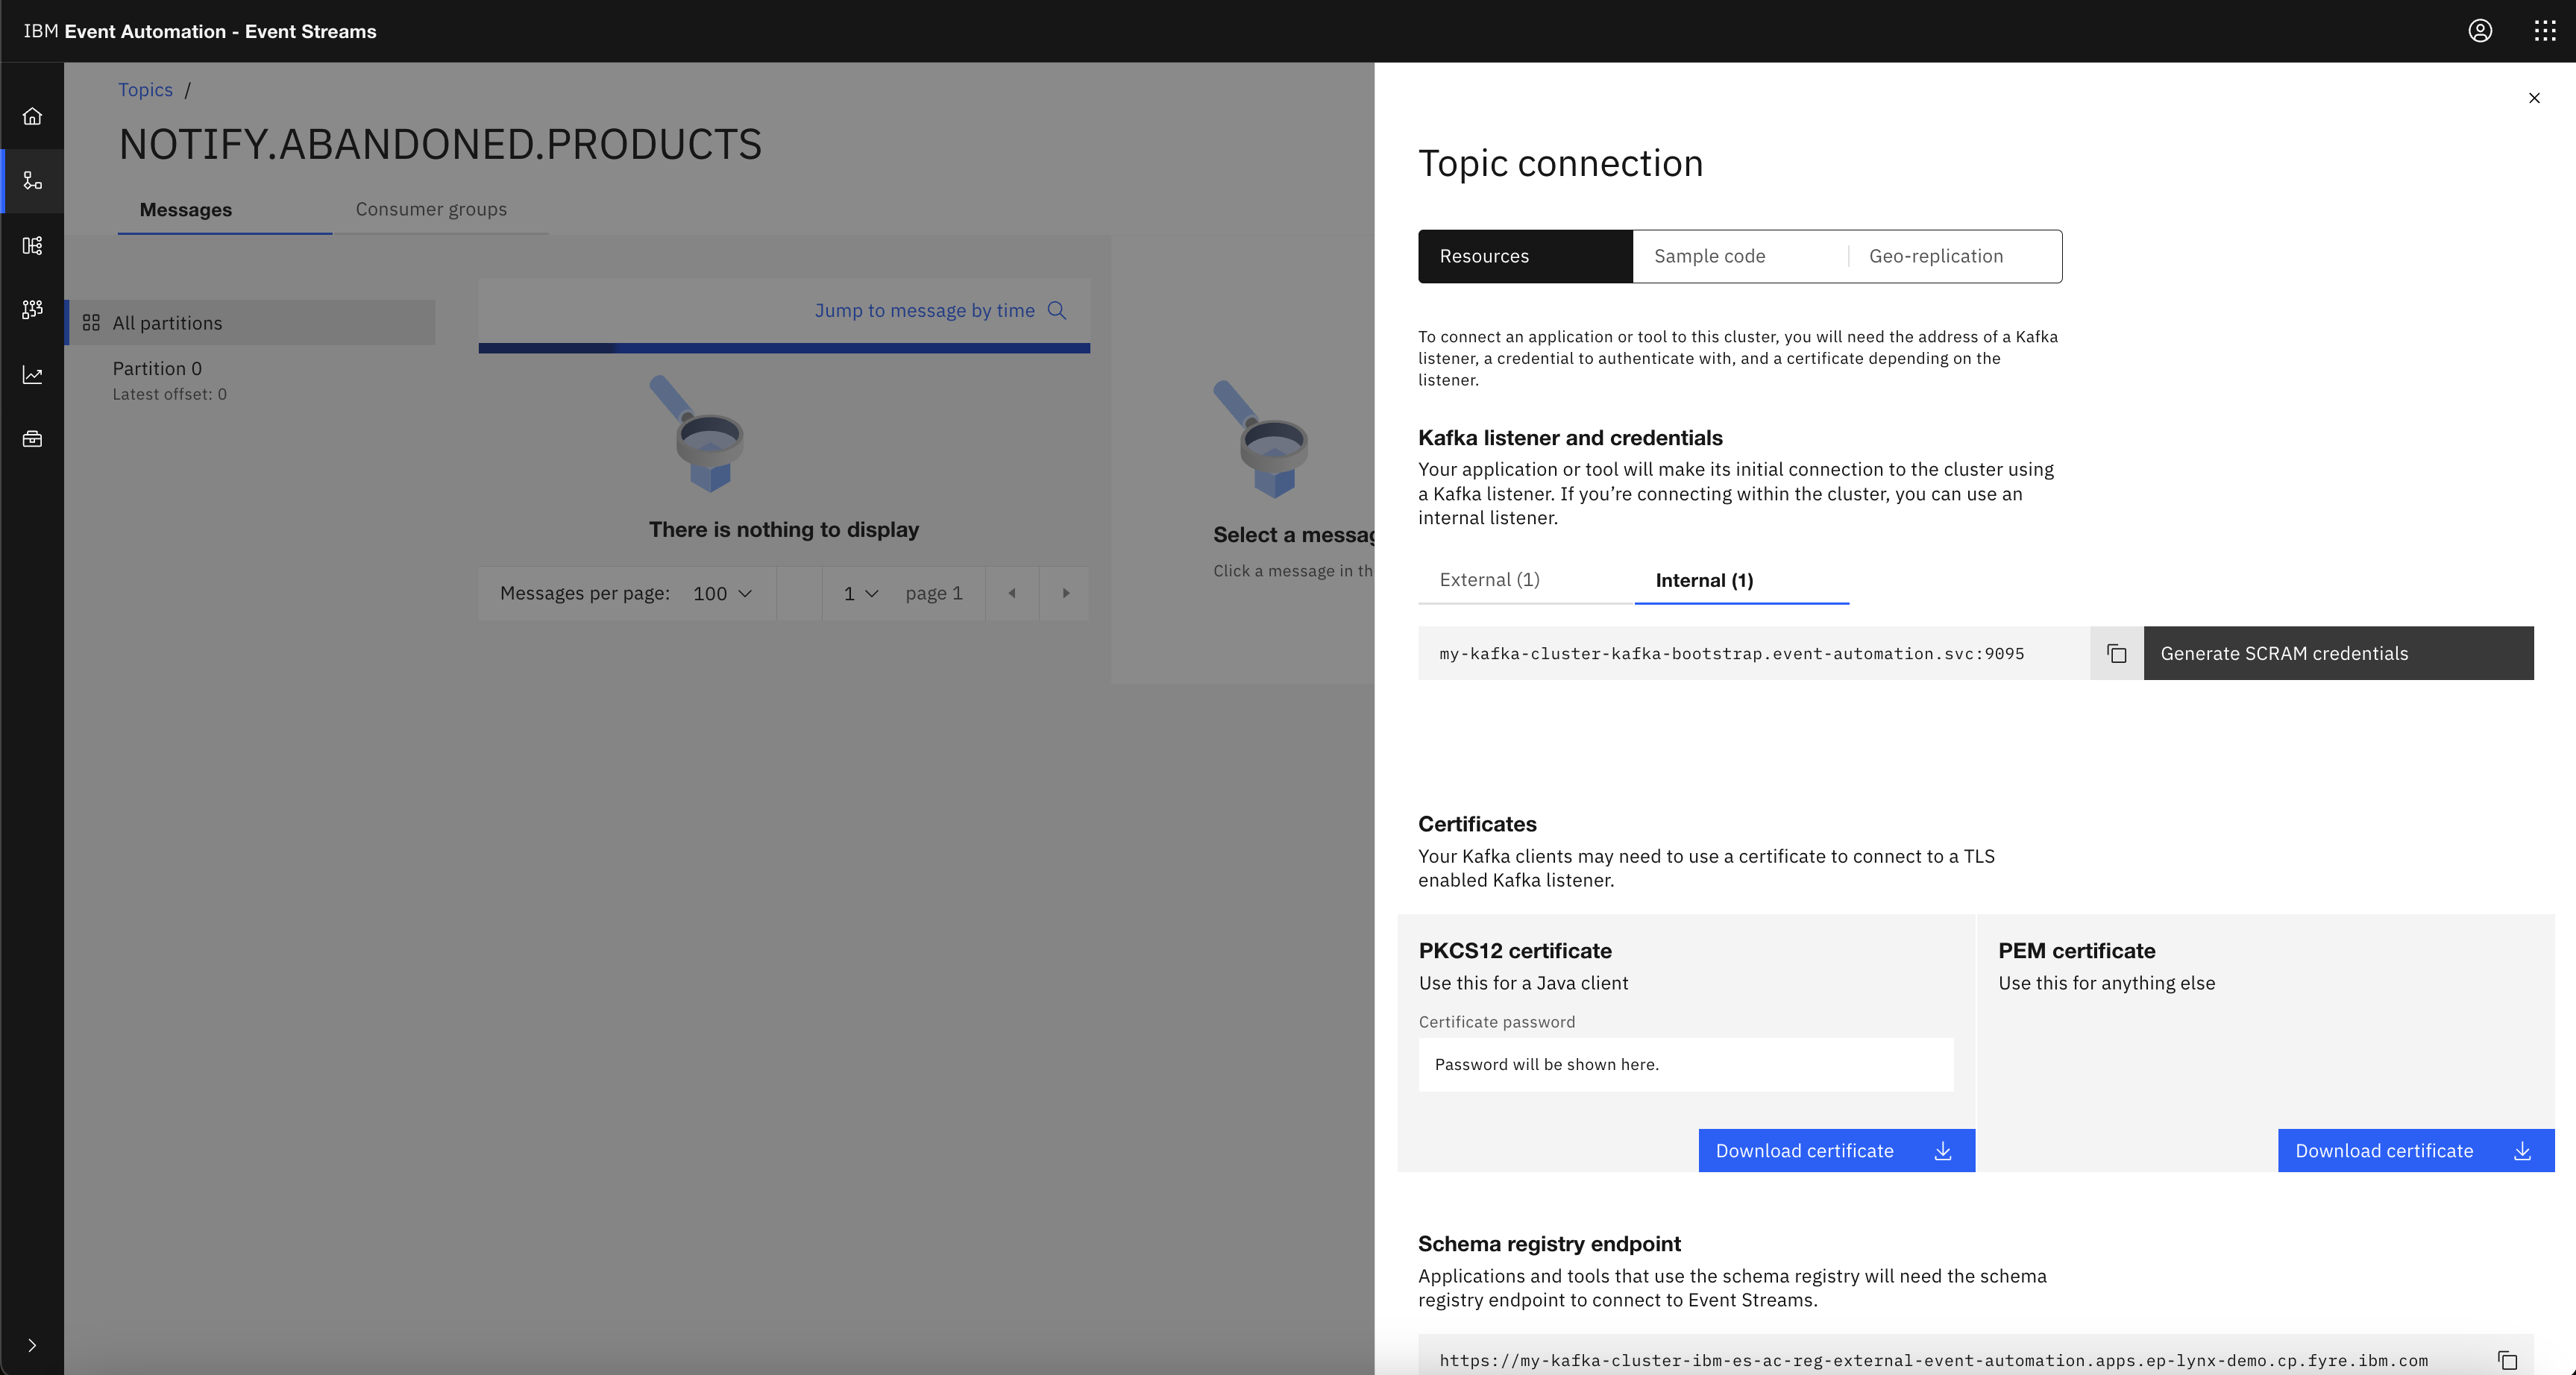 IBM Event Automation - Event Streams
Topics /
NOTIFY.ABANDONED.PRODUCTS
Messages
Consumer groups
All partitions
Partition 0
Latest offset: 0
Jump to message by time
There is nothing to display
Messages per page: 100
1
page 1
Select a messag
Click a message in th
Topic connection
Resources
Sample code
Geo-replication
To connect an application or tool to this cluster, you will need the address of a Kafka
listener, a credential to authenticate with, and a certificate depending on the
listener.
Kafka listener and credentials
Your application or tool will make its initial connection to the cluster using
a Kafka listener. If you’re connecting within the cluster, you can use an
internal listener.
External (1)
Internal (1)
my-kafka-cluster-kafka-bootstrap.event-automation.svc:9095
Generate SCRAM credentials
Certificates
Your Kafka clients may need to use a certificate to connect to a TLS
enabled Kafka listener.
PKCS12 certificate
Use this for a Java client
Certificate password
Password will be shown here.
Download certificate
PEM certificate
Use this for anything else
Download certificate
Schema registry endpoint
Applications and tools that use the schema registry will need the schema
registry endpoint to connect to Event Streams.
https://my-kafka-cluster-ibm-es-ac-reg-external-event-automation.apps.ep-lynx-demo.cp.fyre.ibm.com